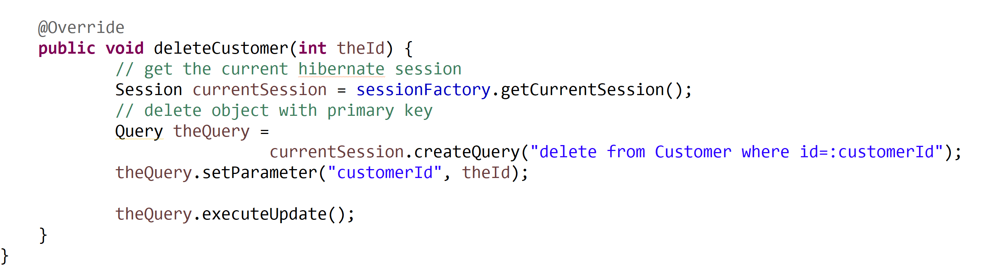 @Override
public void deleteCustomer(int theId) {
// get the current hibernate session
Session currentSession = sessionFactory.getCurrentSession();
// delete object with primary key
Query theQuery =
currentSession.createQuery("delete from Customer where id=:customerId");
theQuery.setParameter("customerId", theId);
theQuery.executeUpdate();
}
}